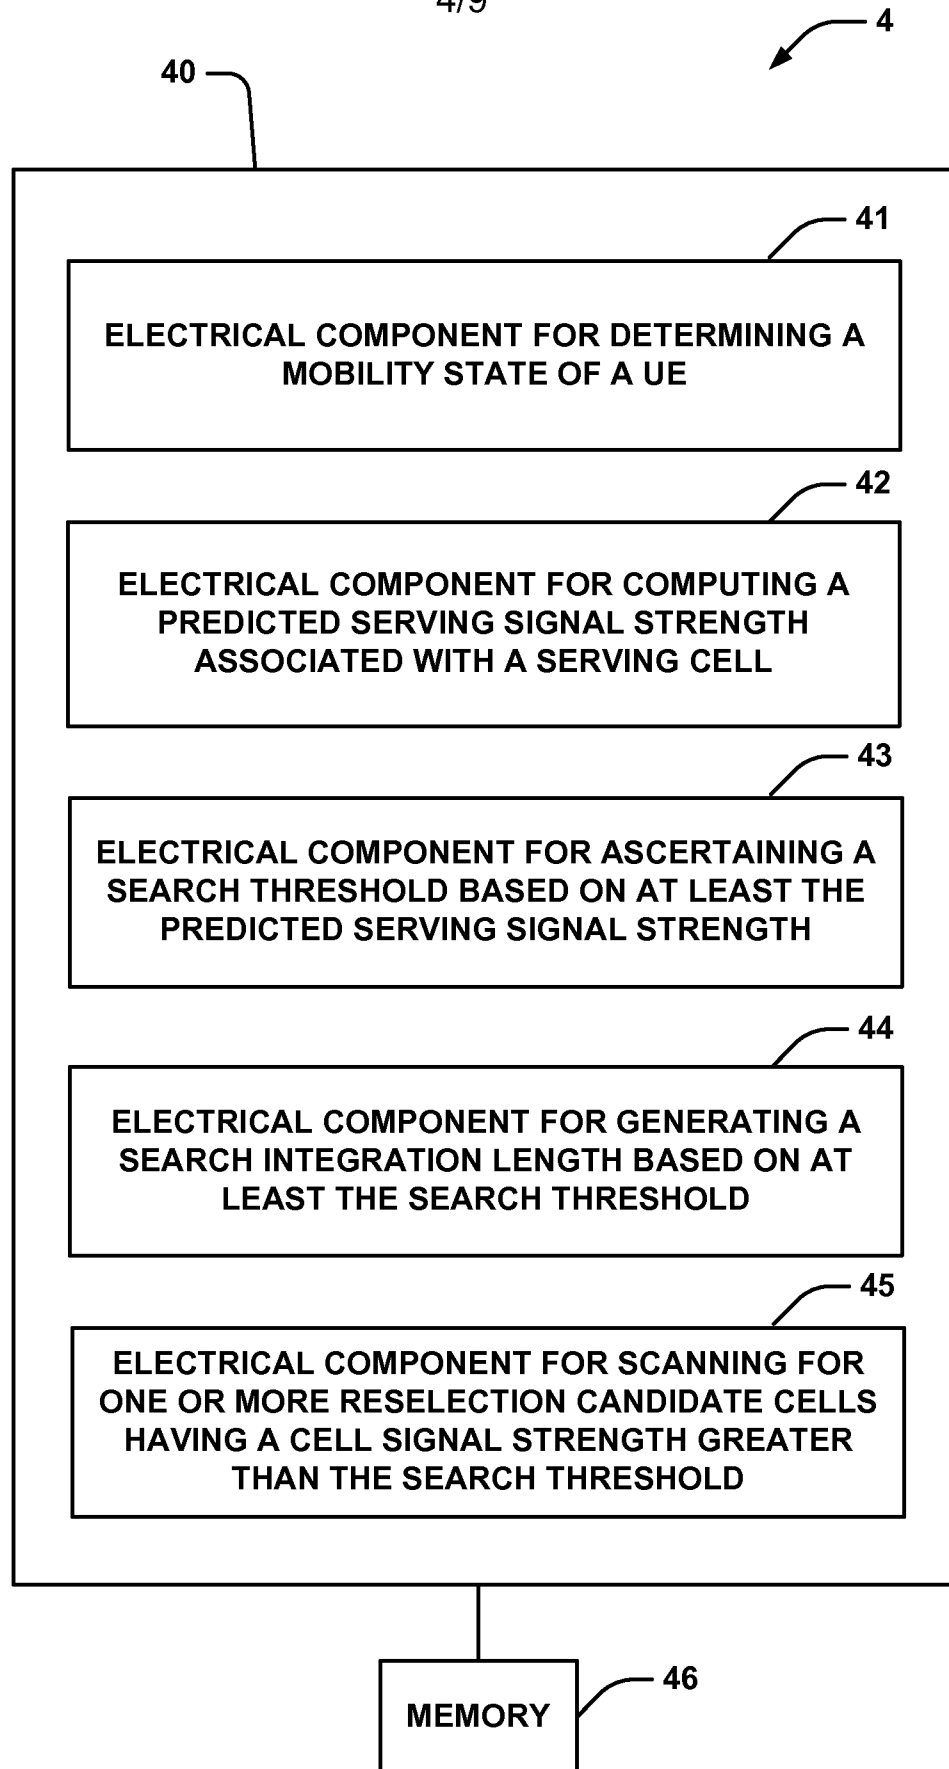 4/9
4
40
41
ELECTRICAL COMPONENT FOR DETERMINING A
MOBILITY STATE OF A UE
42
ELECTRICAL COMPONENT FOR COMPUTING A
PREDICTED SERVING SIGNAL STRENGTH
ASSOCIATED WITH A SERVING CELL
43
ELECTRICAL COMPONENT FOR ASCERTAINING A
SEARCH THRESHOLD BASED ON AT LEAST THE
PREDICTED SERVING SIGNAL STRENGTH
44
ELECTRICAL COMPONENT FOR GENERATING A
SEARCH INTEGRATION LENGTH BASED ON AT
LEAST THE SEARCH THRESHOLD
45
ELECTRICAL COMPONENT FOR SCANNING FOR
ONE OR MORE RESELECTION CANDIDATE CELLS
HAVING A CELL SIGNAL STRENGTH GREATER
THAN THE SEARCH THRESHOLD
46
MEMORY